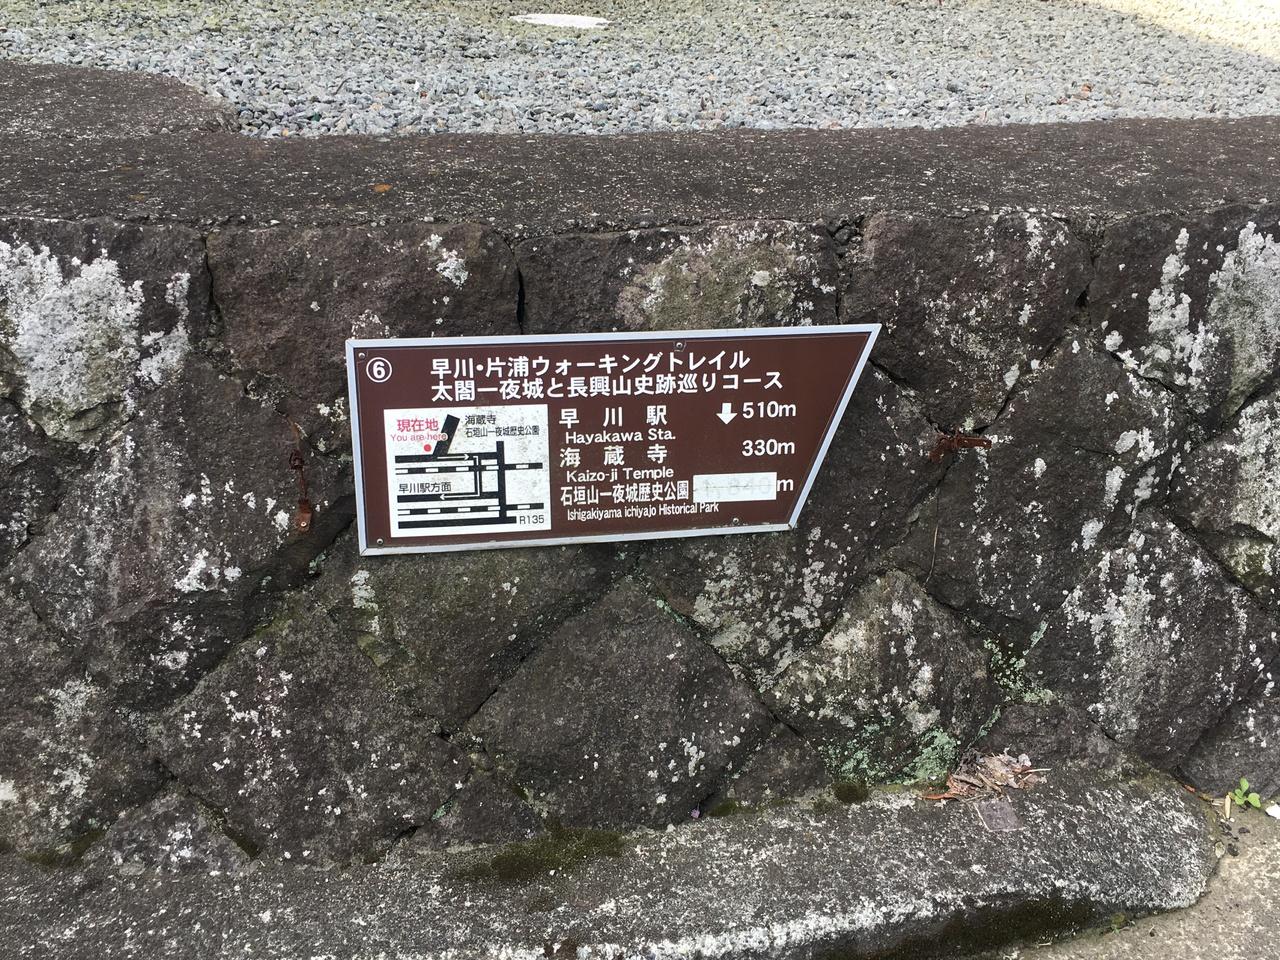 ⑥ 早川・片浦ウォーキングトレイル
太閤一夜城と長興山史跡巡りコース
現在地
You are here
海蔵寺
石垣山一夜城歴史公園
早川駅方面
R135
早川駅 ⬇510m
Hayakawa Sta.
海蔵寺 330m
Kaizo-ji Temple
石垣山一夜城歴史公園 m
Ishigakiyama ichiyajo Historical Park